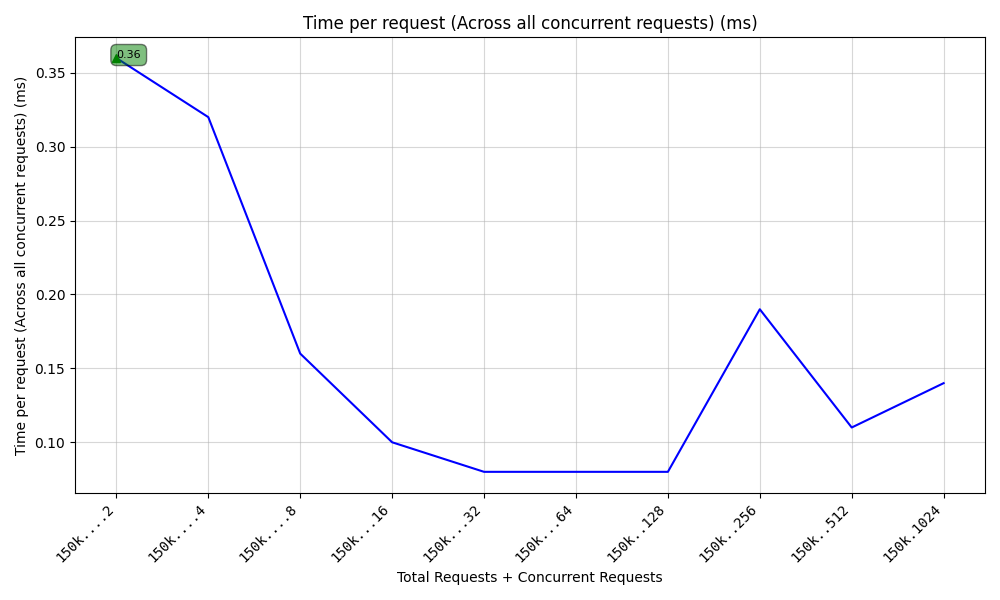 Time per request (Across all concurrent requests) (ms)
0.36
Time per request (Across all concurrent requests) (ms)
0.35
0.30
0.25
0.20
0.15
0.10
150k....2
150k....4
150k....8
150k...16
150k...32
150k...64
150k..128
150k..256
150k..512
150k.1024
Total Requests + Concurrent Requests